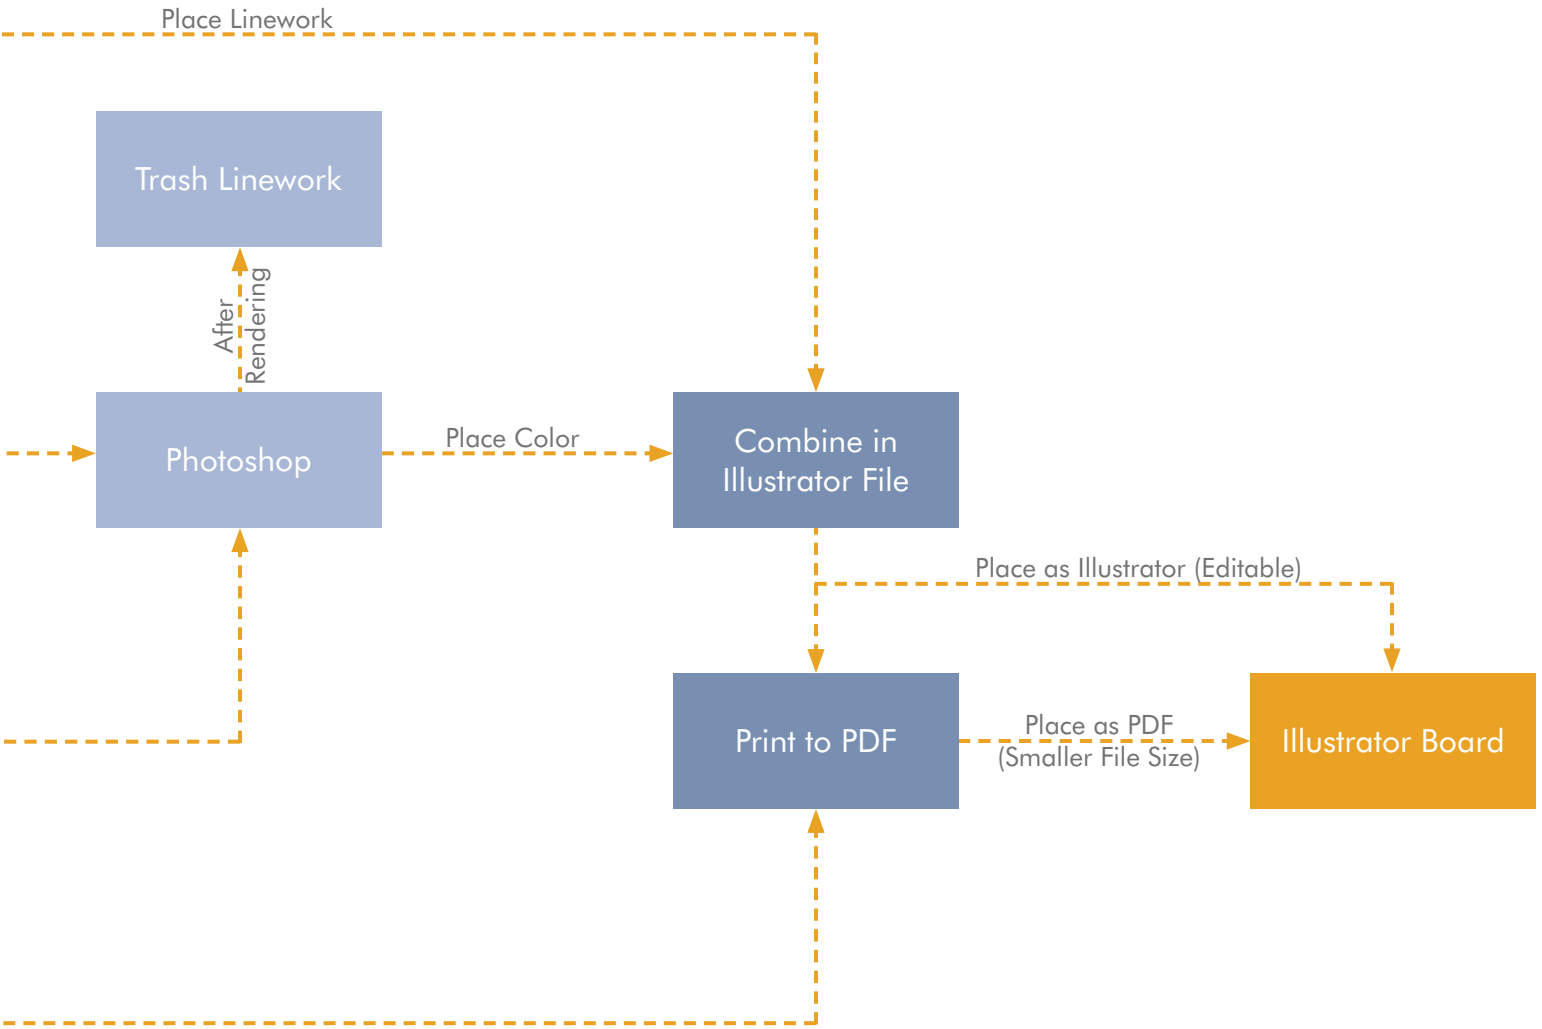 Place Linework
Trash Linework
After
Rendering
Photoshop
Place Color
Combine in
Illustrator File
Place as Illustrator (Editable)
Print to PDF
Place as PDF
(Smaller File Size)
Illustrator Board